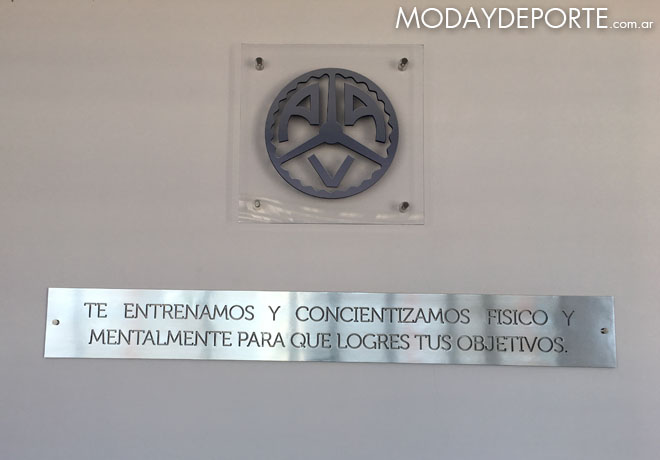 MODAYDEPORTE.com.ar
A A
V
TE ENTRENAMOS Y CONCIENTIZAMOS FISICO Y
MENTALMENTE PARA QUE LOGRES TUS OBJETIVOS.